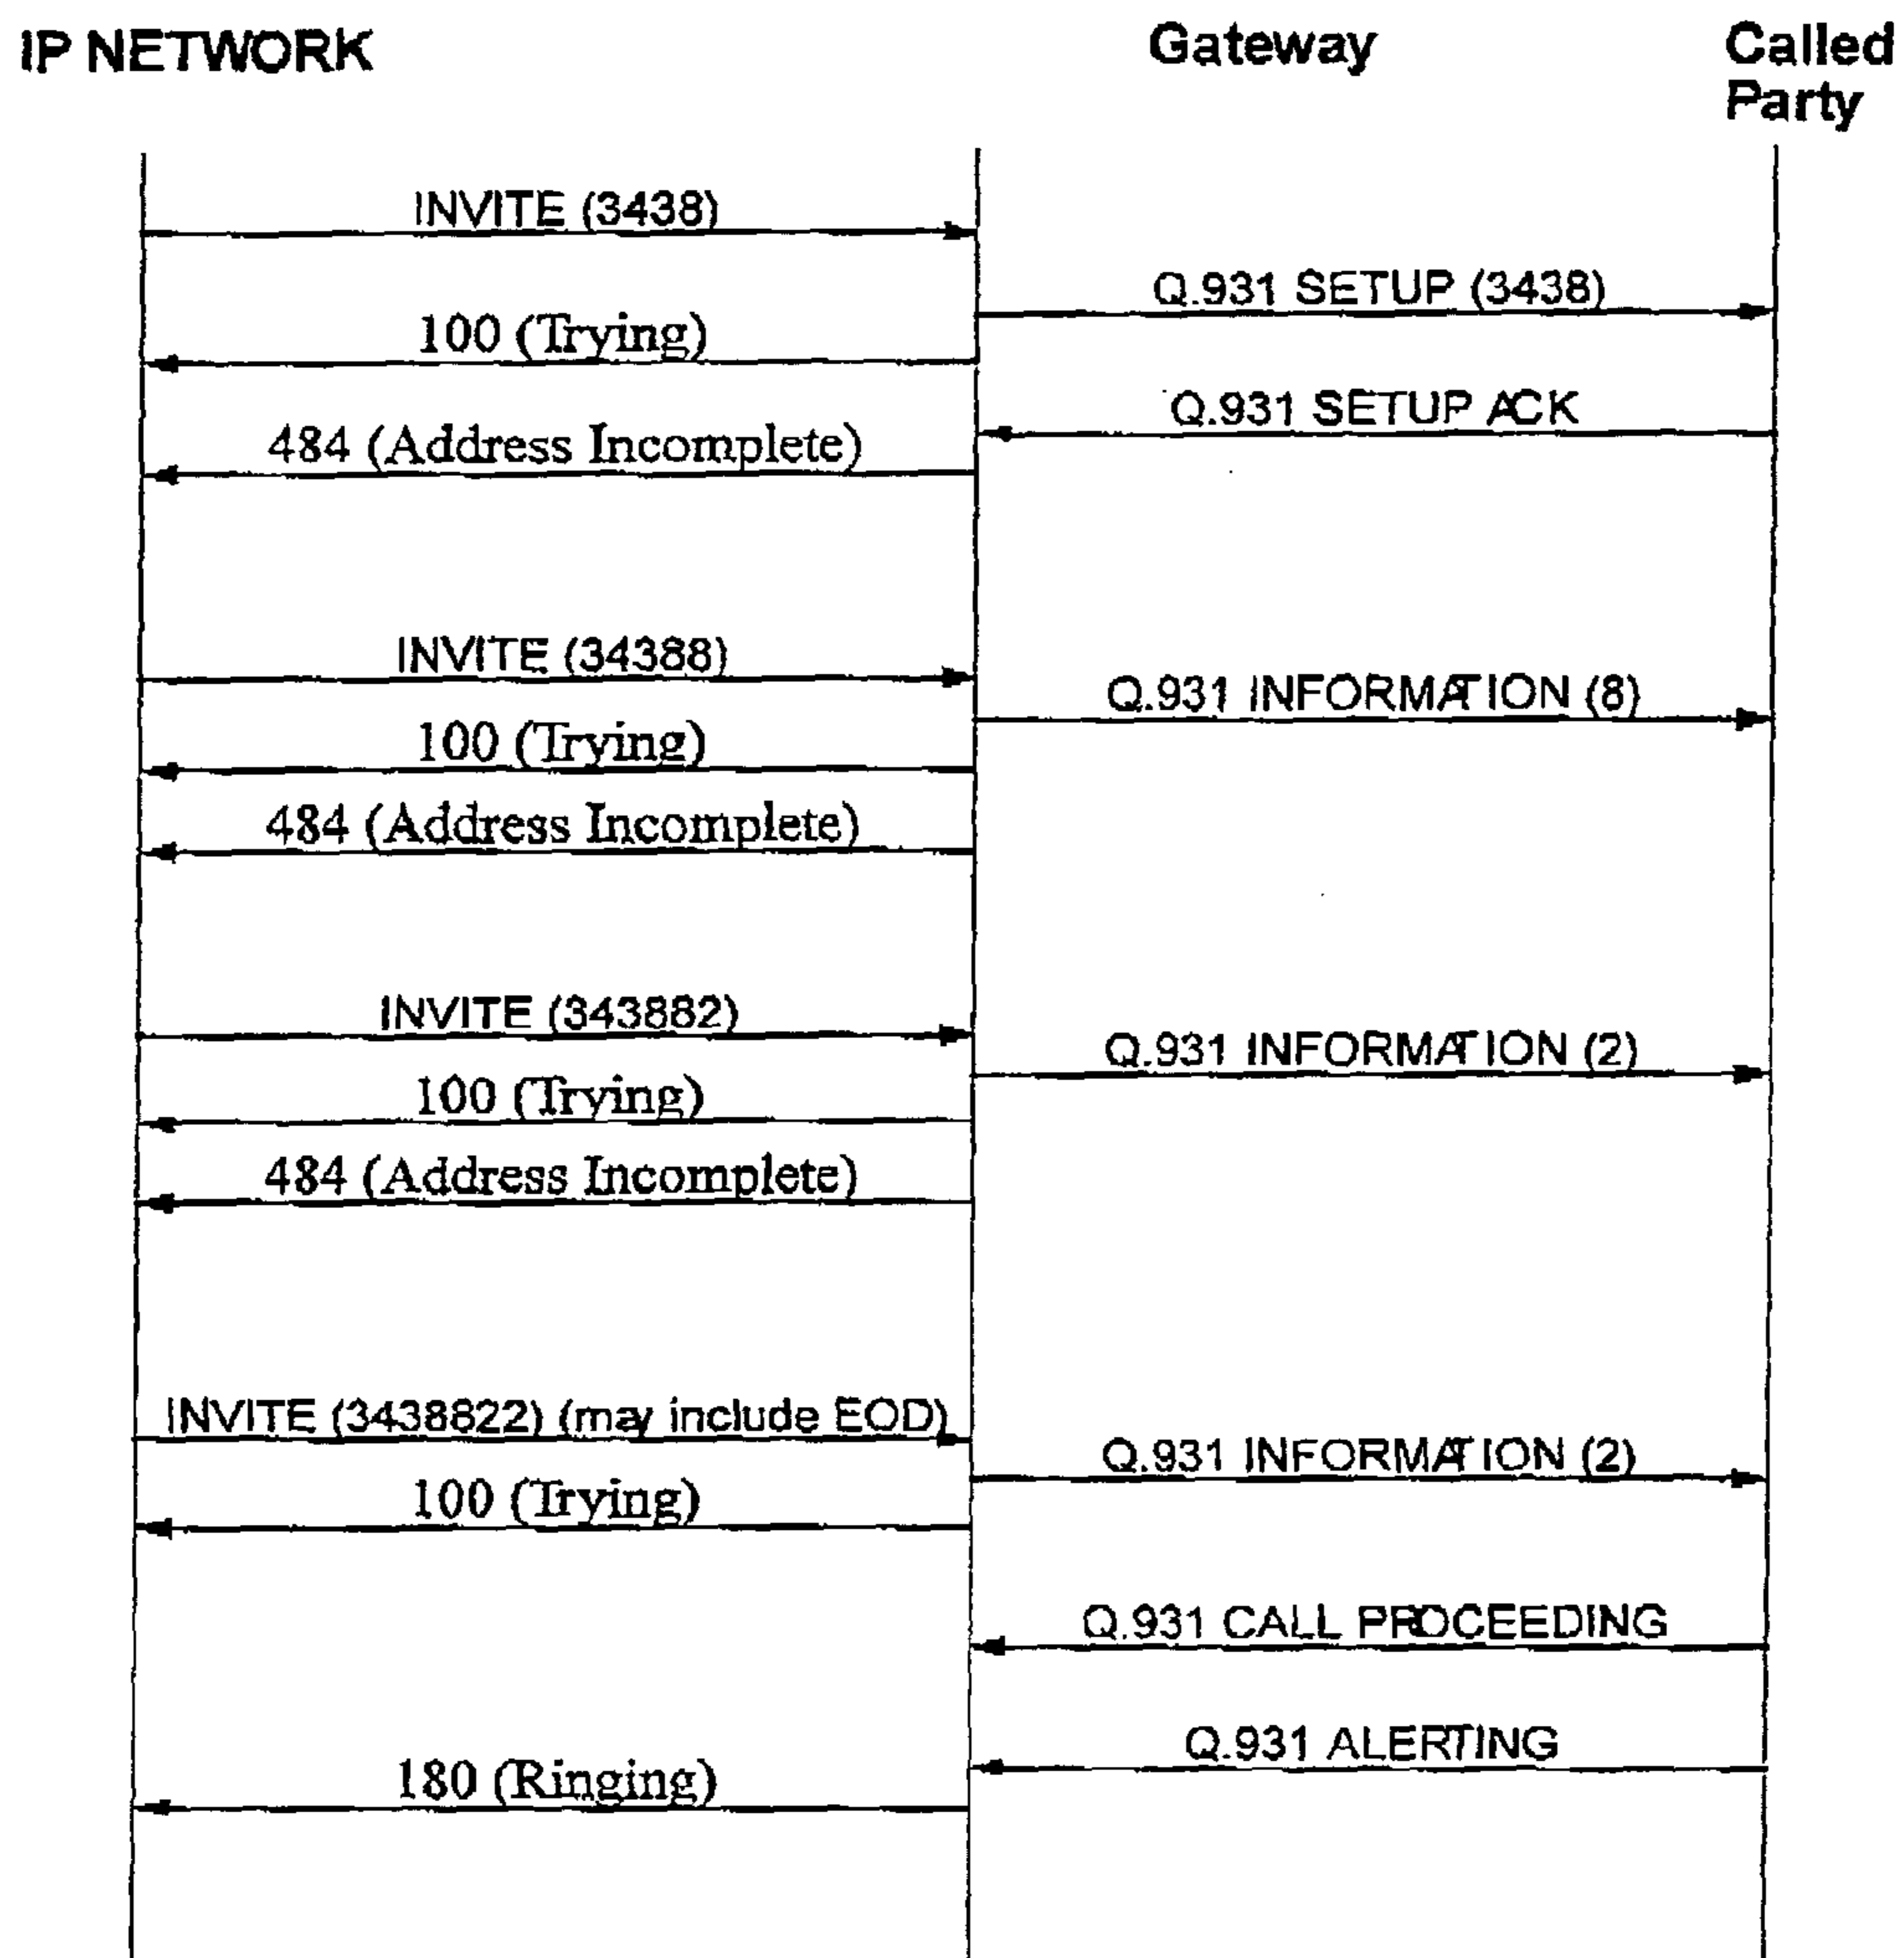 IP NETWORK
Gateway
Called
Party
INVITE (3438)
Q.931 SETUP (3438)
100 (Trying)
Q.931 SETUP ACK
484 (Address Incomplete)
INVITE (34388)
Q.931 INFORMATION (8)
100 (Trying)
484 (Address Incomplete)
INVITE (343882)
Q.931 INFORMATION (2)
100 (Trying)
484 (Address Incomplete)
INVITE (3438822) (may include EOD)
Q.931 INFORMATION (2)
100 (Trying)
Q.931 CALL PROCEEDING
Q.931 ALERTING
180 (Ringing)